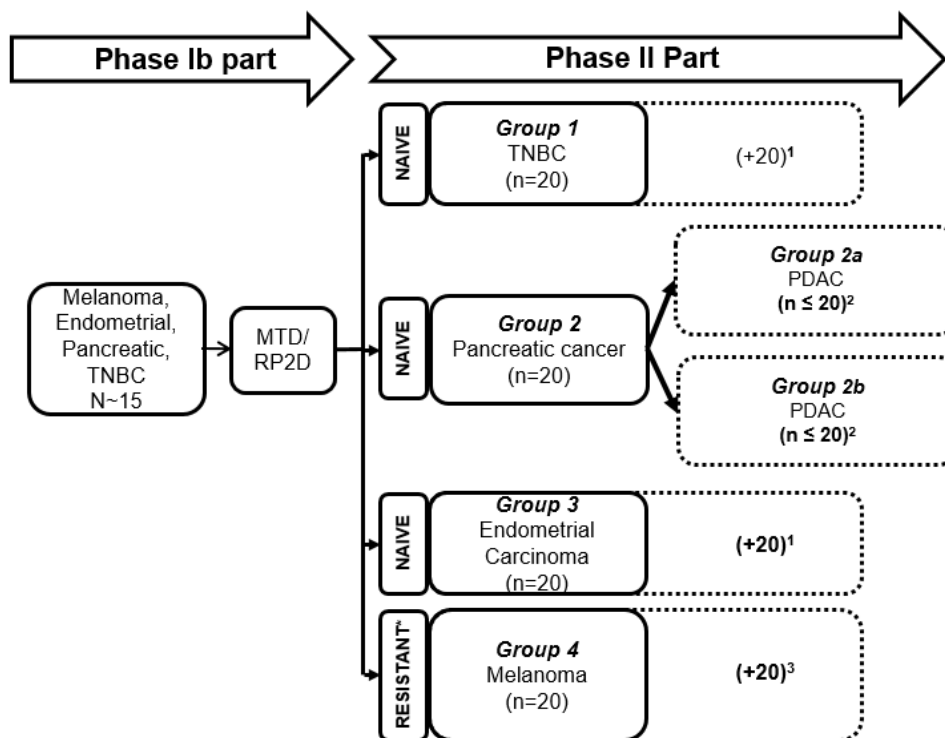 Phase Ib part
Phase II Part
Melanoma,
Endometrial,
Pancreatic,
TNBC
N~15
MTD/
RP2D
NAIVE
Group 1
TNBC
(n=20)
(+20)¹
NAIVE
Group 2
Pancreatic cancer
(n=20)
Group 2a
PDAC
(n ≤ 20)²
Group 2b
PDAC
(n ≤ 20)²
NAIVE
Group 3
Endometrial
Carcinoma
(n=20)
(+20)¹
RESISTANT*
Group 4
Melanoma
(n=20)
(+20)³